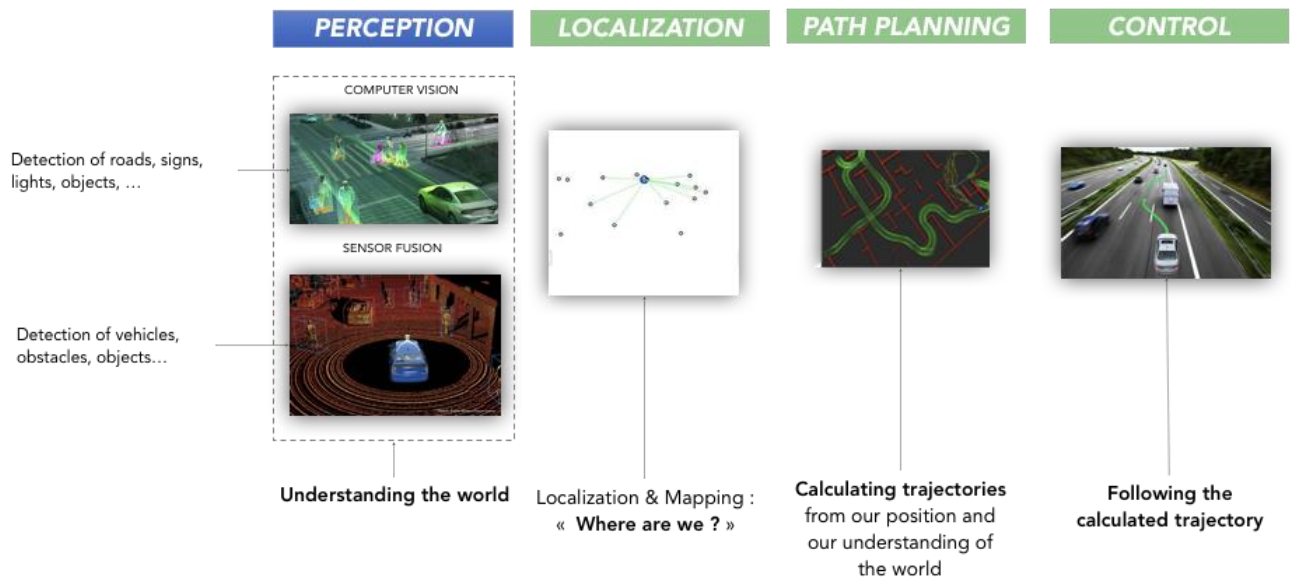 PERCEPTION
LOCALIZATION
PATH PLANNING
CONTROL
COMPUTER VISION
Detection of roads, signs,
lights, objects, …
SENSOR FUSION
Detection of vehicles,
obstacles, objects…
Understanding the world
Localization & Mapping :
« Where are we ? »
Calculating trajectories
from our position and
our understanding of
the world
Following the
calculated trajectory